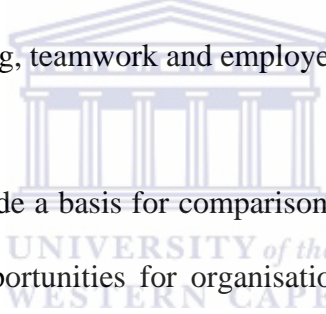 g, teamwork and employe
de a basis for comparison
UNIVERSITY of the
portunities for organisatio
WESTERN CAPE